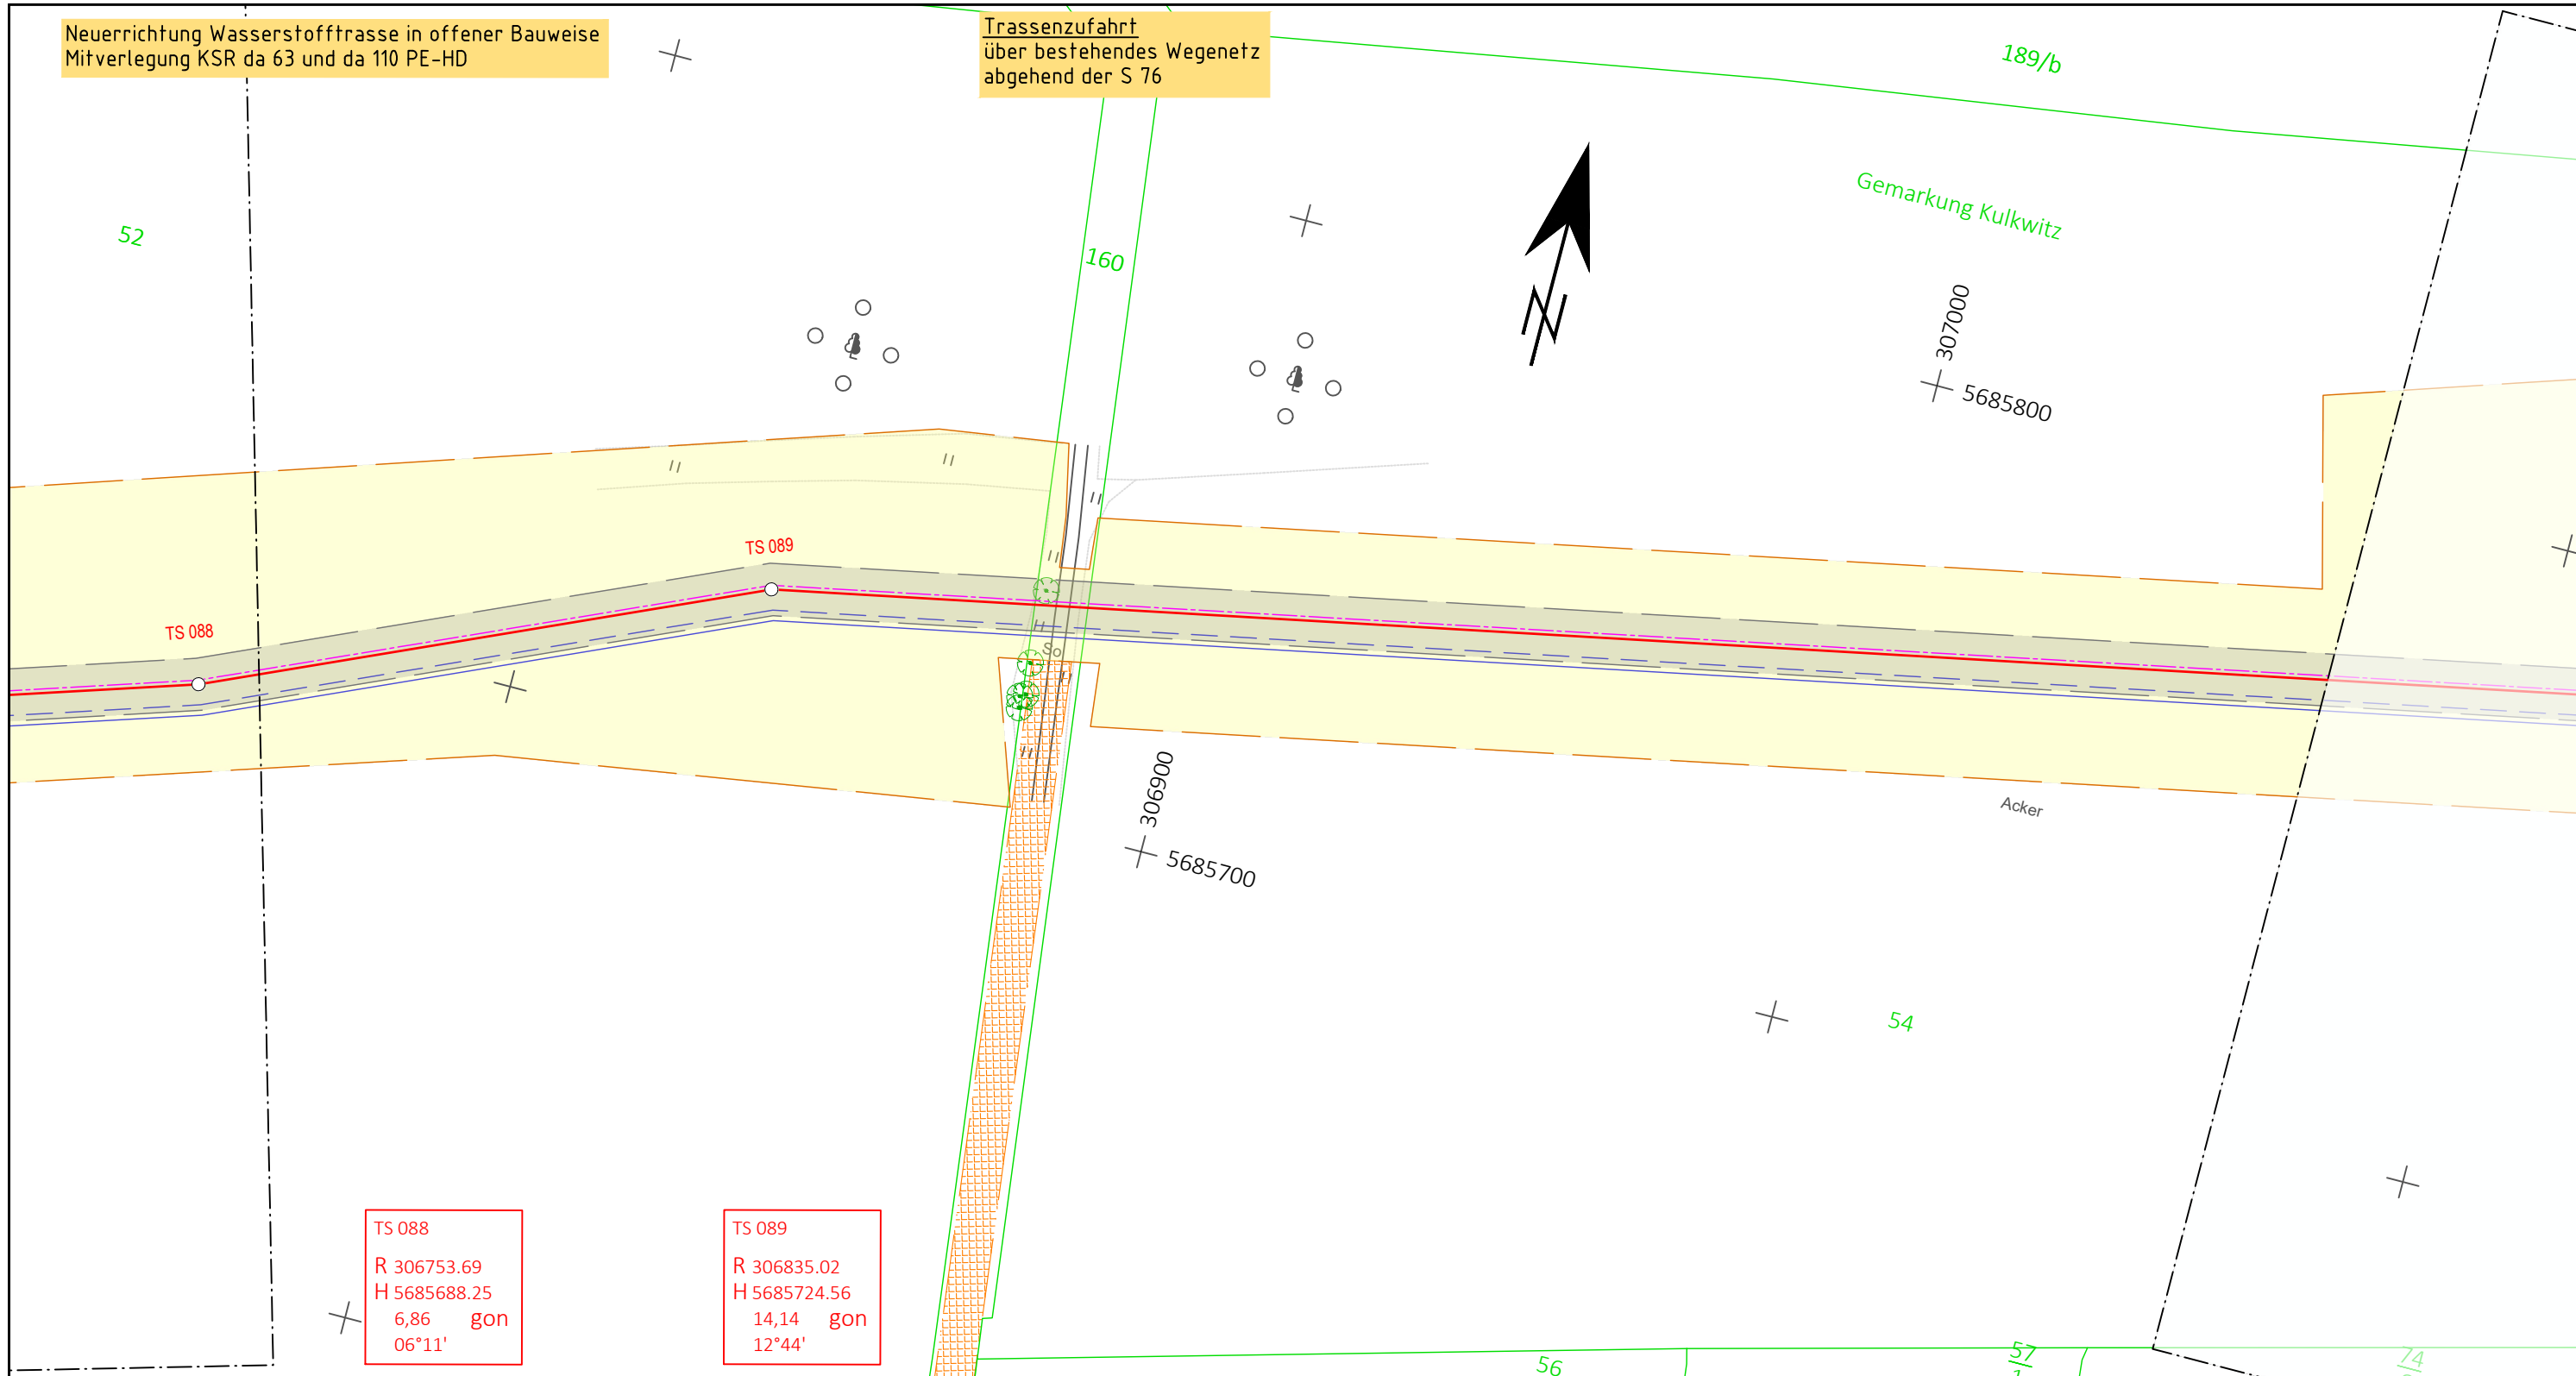 Neuerrichtung Wasserstofftrasse in offener Bauweise
Mitverlegung KSR da 63 und da 110 PE-HD
Trassenzufahrt
über bestehendes Wegenetz
abgehend der S 76
189/b
Gemarkung Kulkwitz
52
160
N
307000
5685800
TS 089
TS 088
So
306900
5685700
Acker
54
TS 088
R 306753.69
H 5685688.25
6,86 gon
06°11'
TS 089
R 306835.02
H 5685724.56
14,14 gon
12°44'
56
57
74